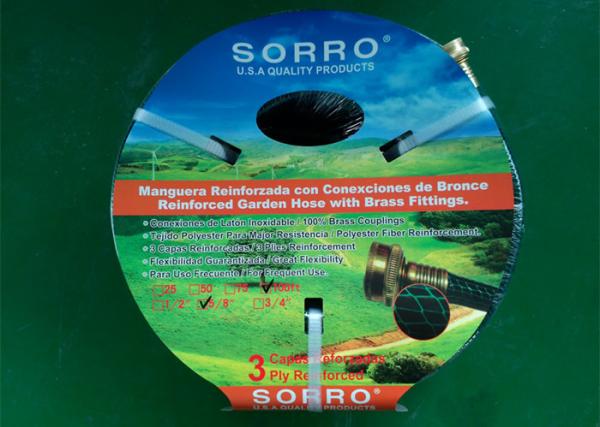 SORRO®
U.S.A QUALITY PRODUCTS
Manguera Reinforzada con Conexciones de Bronce
Reinforced Garden Hose with Brass Fittings.
• Conexiones de Latón Inoxidable / 100% Brass Couplings
• Tejido Polyester Para Major Resistencia / Polyester Fiber Reinforcement.
• 3 Capas Reinforcadas / 3 Plies Reinforcement
• Flexibilidad Guarantizada / Great Flexibility
• Para Uso Frecuente / For Frequent Use.
□25 □50 □75 ☑100ft
□1/2" ☑5/8" □3/4"
3 Capas Reforzadas
Ply Reinforced
SORRO®
U.S.A QUALITY PRODUCTS